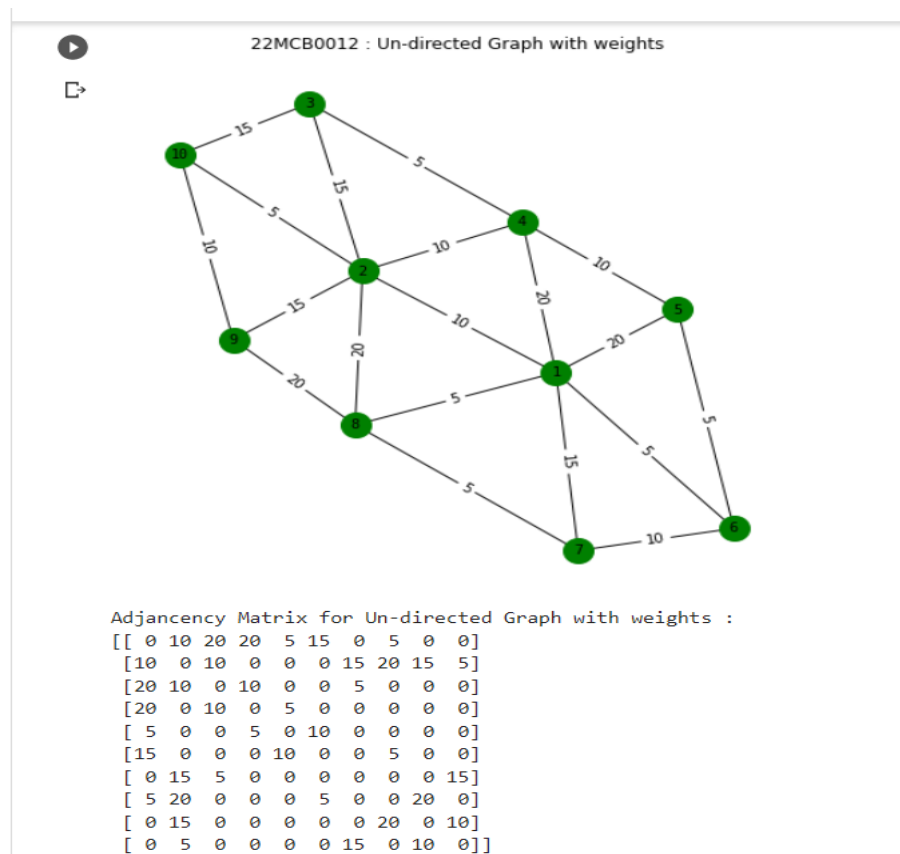 22MCB0012 : Un-directed Graph with weights
3
15
10
5
15
4
5
10
2
10
10
20
5
15
10
9
20
20
1
20
5
8
5
5
15
5
5
6
10
7
Adjancency Matrix for Un-directed Graph with weights :
[[ 0 10 20 20  5 15  0  5  0  0]
 [10  0 10  0  0  0 15 20 15  5]
 [20 10  0 10  0  0  5  0  0  0]
 [20  0 10  0  5  0  0  0  0  0]
 [ 5  0  0  5  0 10  0  0  0  0]
 [15  0  0  0 10  0  0  5  0  0]
 [ 0 15  5  0  0  0  0  0  0 15]
 [ 5 20  0  0  0  5  0  0 20  0]
 [ 0 15  0  0  0  0  0 20  0 10]
 [ 0  5  0  0  0  0 15  0 10  0]]